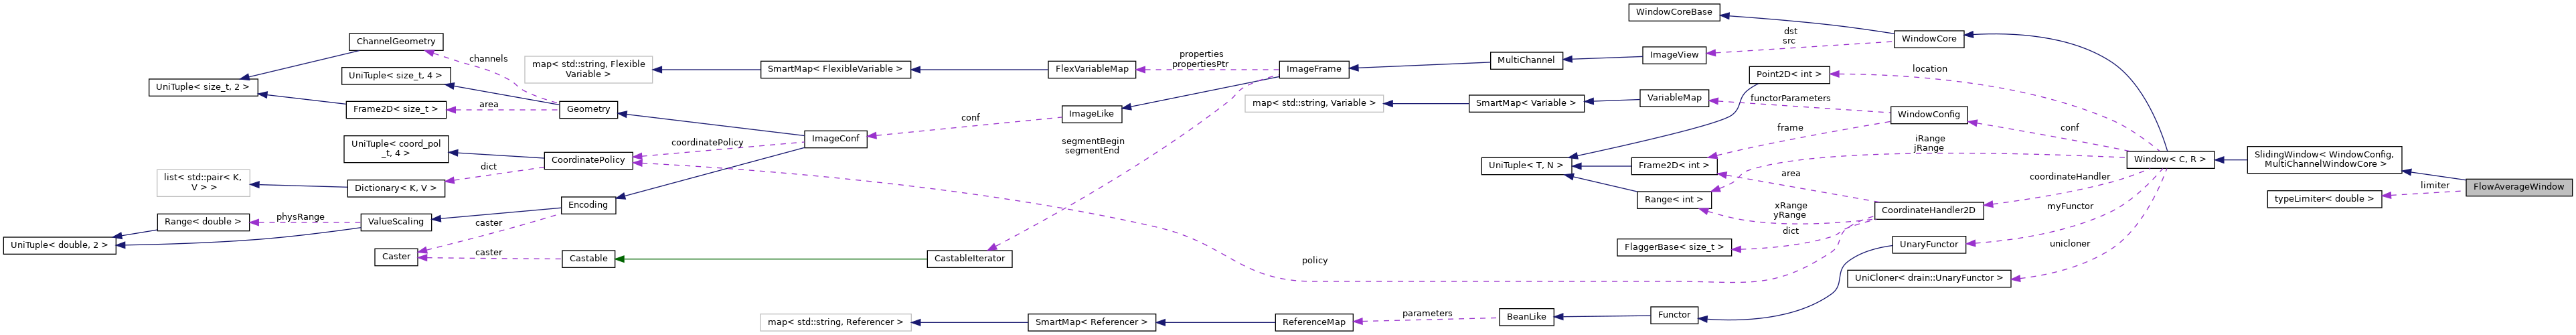 WindowCoreBase
ChannelGeometry
channels
UniTuple< size_t, 2 >
UniTuple< size_t, 4 >
Frame2D< size_t >
area
Geometry
map< std::string, Flexible
Variable >
SmartMap< FlexibleVariable >
FlexVariableMap
properties
propertiesPtr
ImageFrame
MultiChannel
ImageView
dst
src
WindowCore
Point2D< int >
location
map< std::string, Variable >
SmartMap< Variable >
VariableMap
functorParameters
WindowConfig
ImageLike
conf
ImageConf
segmentBegin
segmentEnd
frame
conf
iRange
jRange
UniTuple< coord_pol
_t, 4 >
coordinatePolicy
CoordinatePolicy
dict
list< std::pair< K,
V > >
Dictionary< K, V >
UniTuple< T, N >
Frame2D< int >
area
Range< int >
Window< C, R >
SlidingWindow< WindowConfig,
MultiChannelWindowCore >
FlowAverageWindow
limiter
typeLimiter< double >
coordinateHandler
CoordinateHandler2D
xRange
yRange
dict
myFunctor
Encoding
caster
Range< double >
physRange
ValueScaling
UniTuple< double, 2 >
Caster
caster
Castable
CastableIterator
policy
FlaggerBase< size_t >
UnaryFunctor
unicloner
UniCloner< drain::UnaryFunctor >
map< std::string, Referencer >
SmartMap< Referencer >
ReferenceMap
parameters
BeanLike
Functor